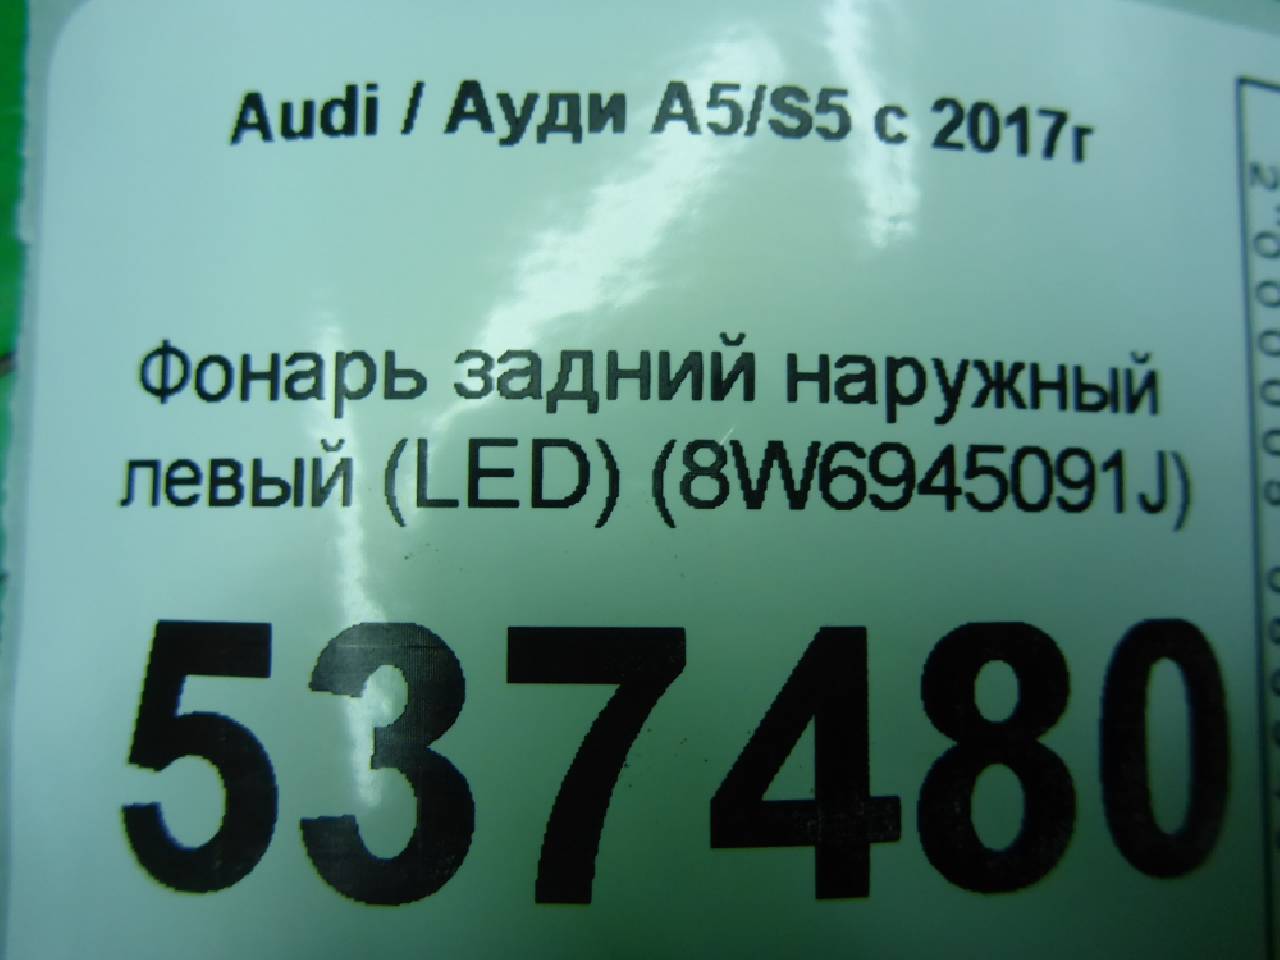 Audi / Ауди A5/S5 с 2017г
Фонарь задний наружный
левый (LED) (8W6945091J)
537480